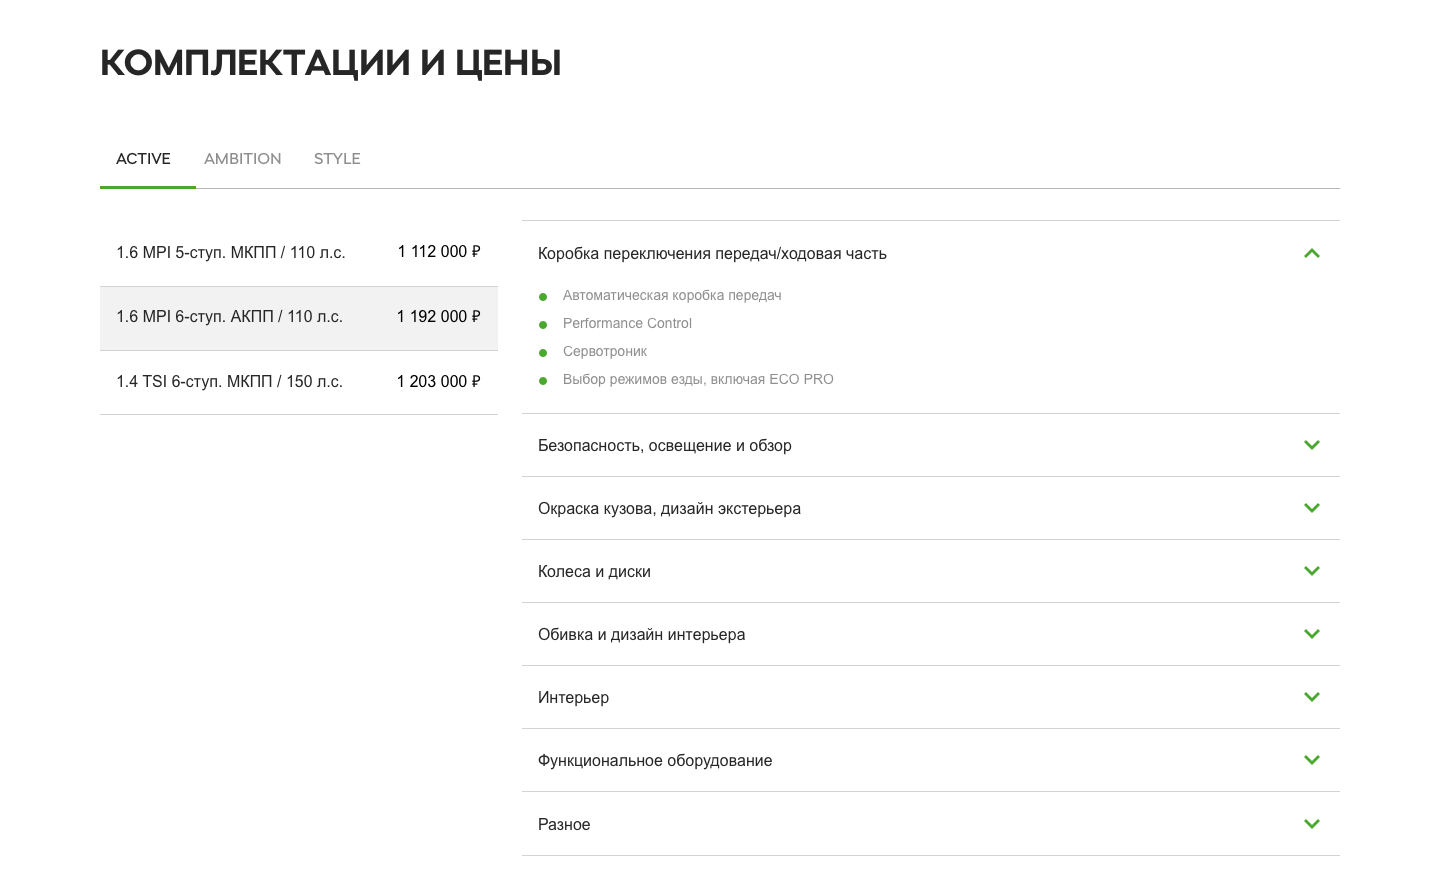 КОМПЛЕКТАЦИИ И ЦЕНЫ
ACTIVE AMBITION STYLE
1.6 MPI 5-ступ. МКПП / 110 л.с. 1 112 000 ₽
1.6 MPI 6-ступ. АКПП / 110 л.с. 1 192 000 ₽
1.4 TSI 6-ступ. МКПП / 150 л.с. 1 203 000 ₽
Коробка переключения передач/ходовая часть
Автоматическая коробка передач
Performance Control
Сервотроник
Выбор режимов езды, включая ECO PRO
Безопасность, освещение и обзор
Окраска кузова, дизайн экстерьера
Колеса и диски
Обивка и дизайн интерьера
Интерьер
Функциональное оборудование
Разное